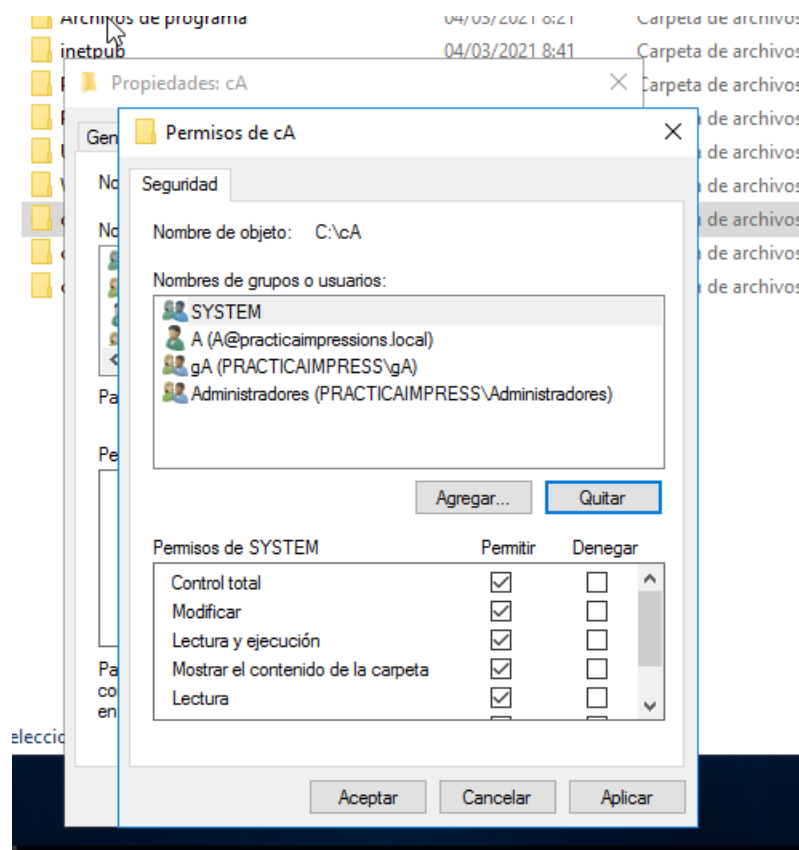 Archivos de programa 04/03/2021 8:21 Carpeta de archivos
inetpub 04/03/2021 8:41 Carpeta de archivos
Propiedades: cA
Carpeta de archivos
Gen
Permisos de cA
de archivos
de archivos
Seguridad
No
de archivos
No
Nombre de objeto: C:\cA
de archivos
de archivos
Nombres de grupos o usuarios:
de archivos
SYSTEM
A (A@practicaimpressions.local)
gA (PRACTICAIMPRESS\gA)
Administradores (PRACTICAIMPRESS\Administradores)
Pa
Pe
Agregar... Quitar
Permisos de SYSTEM Permitir Denegar
Control total
Modificar
Lectura y ejecución
Mostrar el contenido de la carpeta
Lectura
Pa
co
en
eleccio
Aceptar Cancelar Aplicar